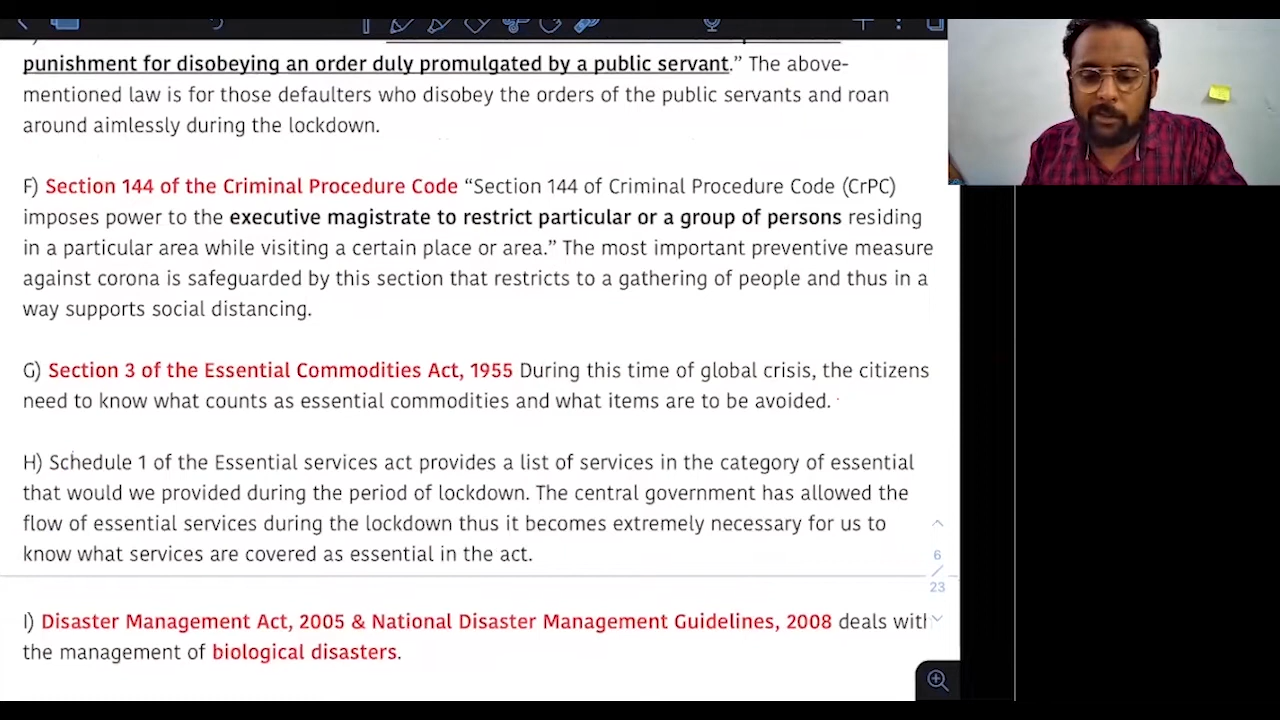 punishment for disobeying an order duly promulgated by a public servant.” The above-
mentioned law is for those defaulters who disobey the orders of the public servants and roan
around aimlessly during the lockdown.
F) Section 144 of the Criminal Procedure Code “Section 144 of Criminal Procedure Code (CrPC)
imposes power to the executive magistrate to restrict particular or a group of persons residing
in a particular area while visiting a certain place or area.” The most important preventive measure
against corona is safeguarded by this section that restricts to a gathering of people and thus in a
way supports social distancing.
G) Section 3 of the Essential Commodities Act, 1955 During this time of global crisis, the citizens
need to know what counts as essential commodities and what items are to be avoided.
H) Schedule 1 of the Essential services act provides a list of services in the category of essential
that would we provided during the period of lockdown. The central government has allowed the
flow of essential services during the lockdown thus it becomes extremely necessary for us to
know what services are covered as essential in the act.
6
/
23
I) Disaster Management Act, 2005 & National Disaster Management Guidelines, 2008 deals with
the management of biological disasters.